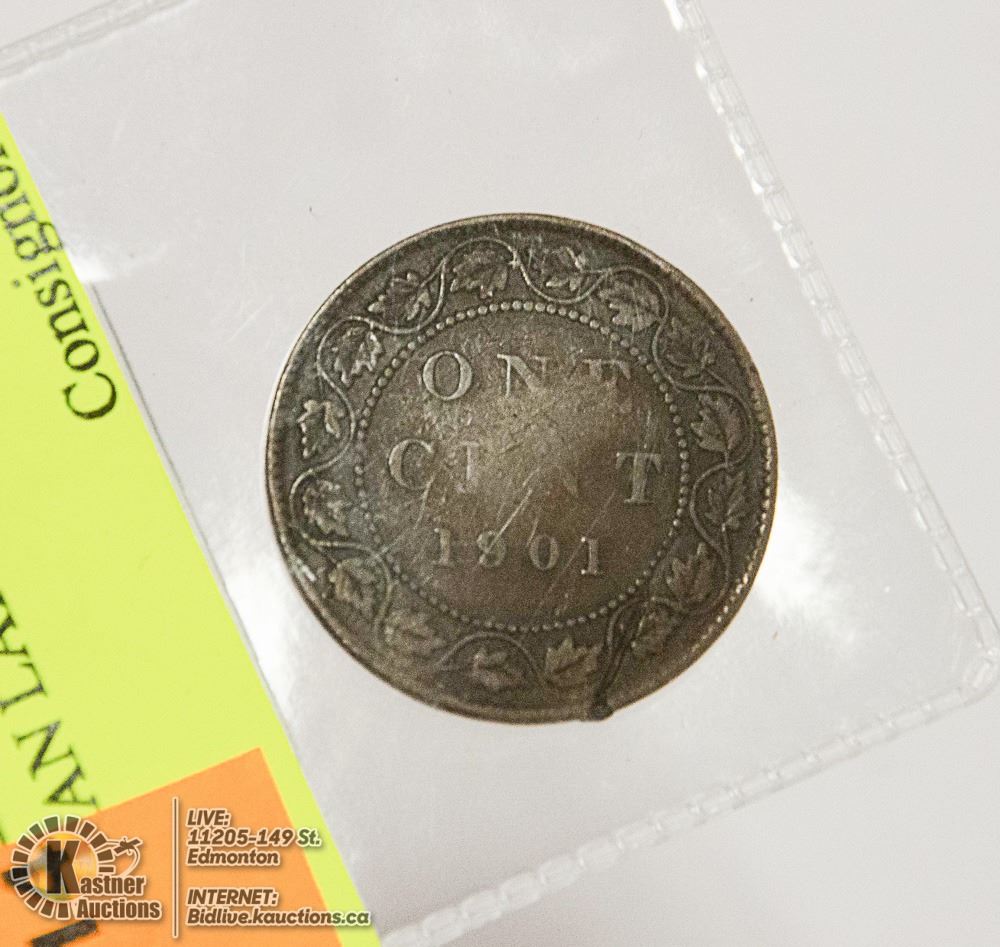 ONE
CENT
1901
Consignor
AN LA
Kastner
Auctions
LIVE:
11205-149 St.
Edmonton
INTERNET:
Bidlive.kauctions.ca